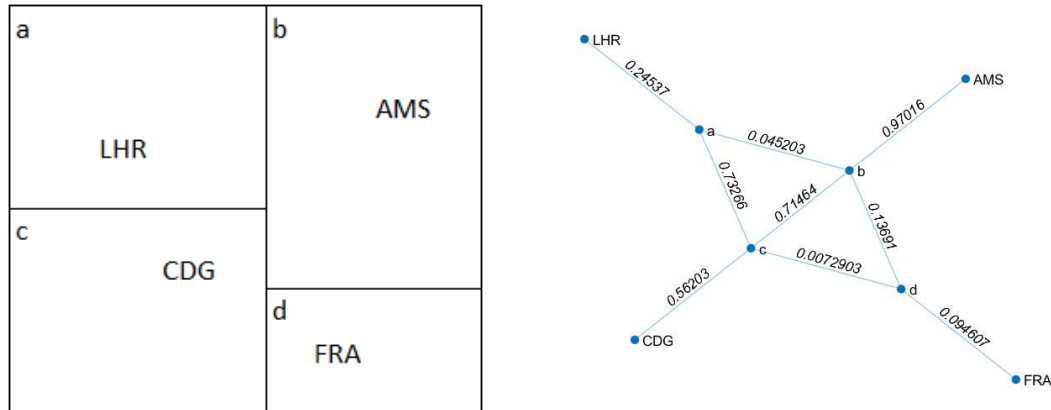 a
b
AMS
LHR
c
CDG
d
FRA
LHR
0.24537
AMS
0.97016
a
0.045203
b
0.73266
0.71464
0.13691
c
0.0072903
d
0.56203
0.094607
CDG
FRA